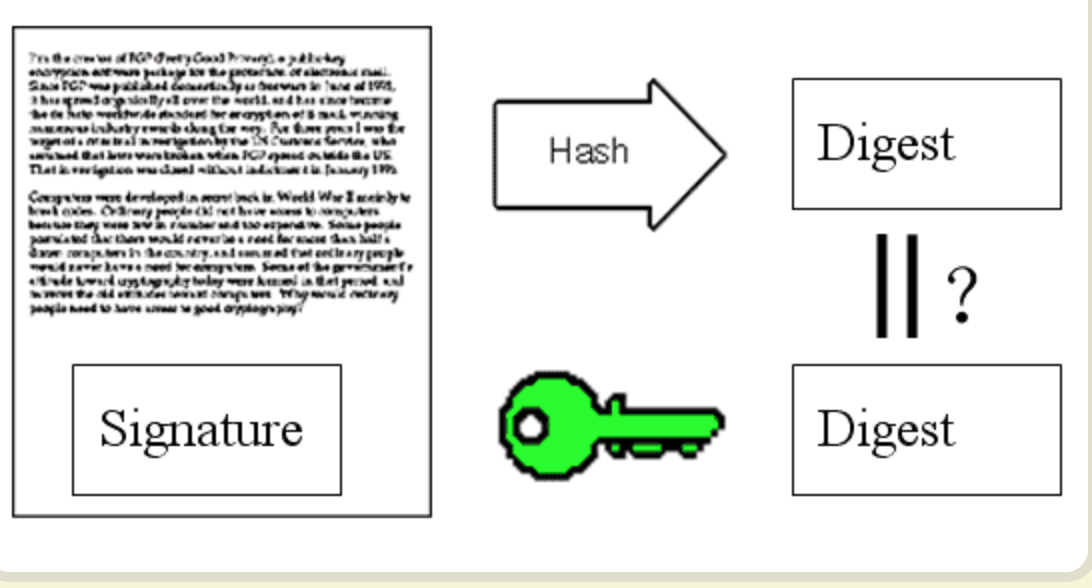 I'm the creator of PGP (Pretty Good Privacy), a public-key
encryption software package for the protection of electronic mail.
Since PGP was published domestically as freeware in June of 1991,
it has spread organically all over the world, and has since become
the de facto worldwide standard for encryption of E-mail, winning
numerous industry awards along the way. For three years I was the
target of a criminal investigation by the US Customs Service, who
assumed that laws were broken when PGP spread outside the US.
That investigation was closed without indictment in January 1996.
Computers were developed in secret back in World War II mainly to
break codes. Ordinary people did not have access to computers
because they were few in number and too expensive. Some people
postulated that there would never be a need for more than half a
dozen computers in the country, and assumed that ordinary people
would never have a need for computers. Some of the government's
attitude toward cryptography today were formed in that period, and
mirrors the old attitudes toward computers. Why would ordinary
people need to have access to good cryptography?
Signature
Hash
Digest
||?
Digest